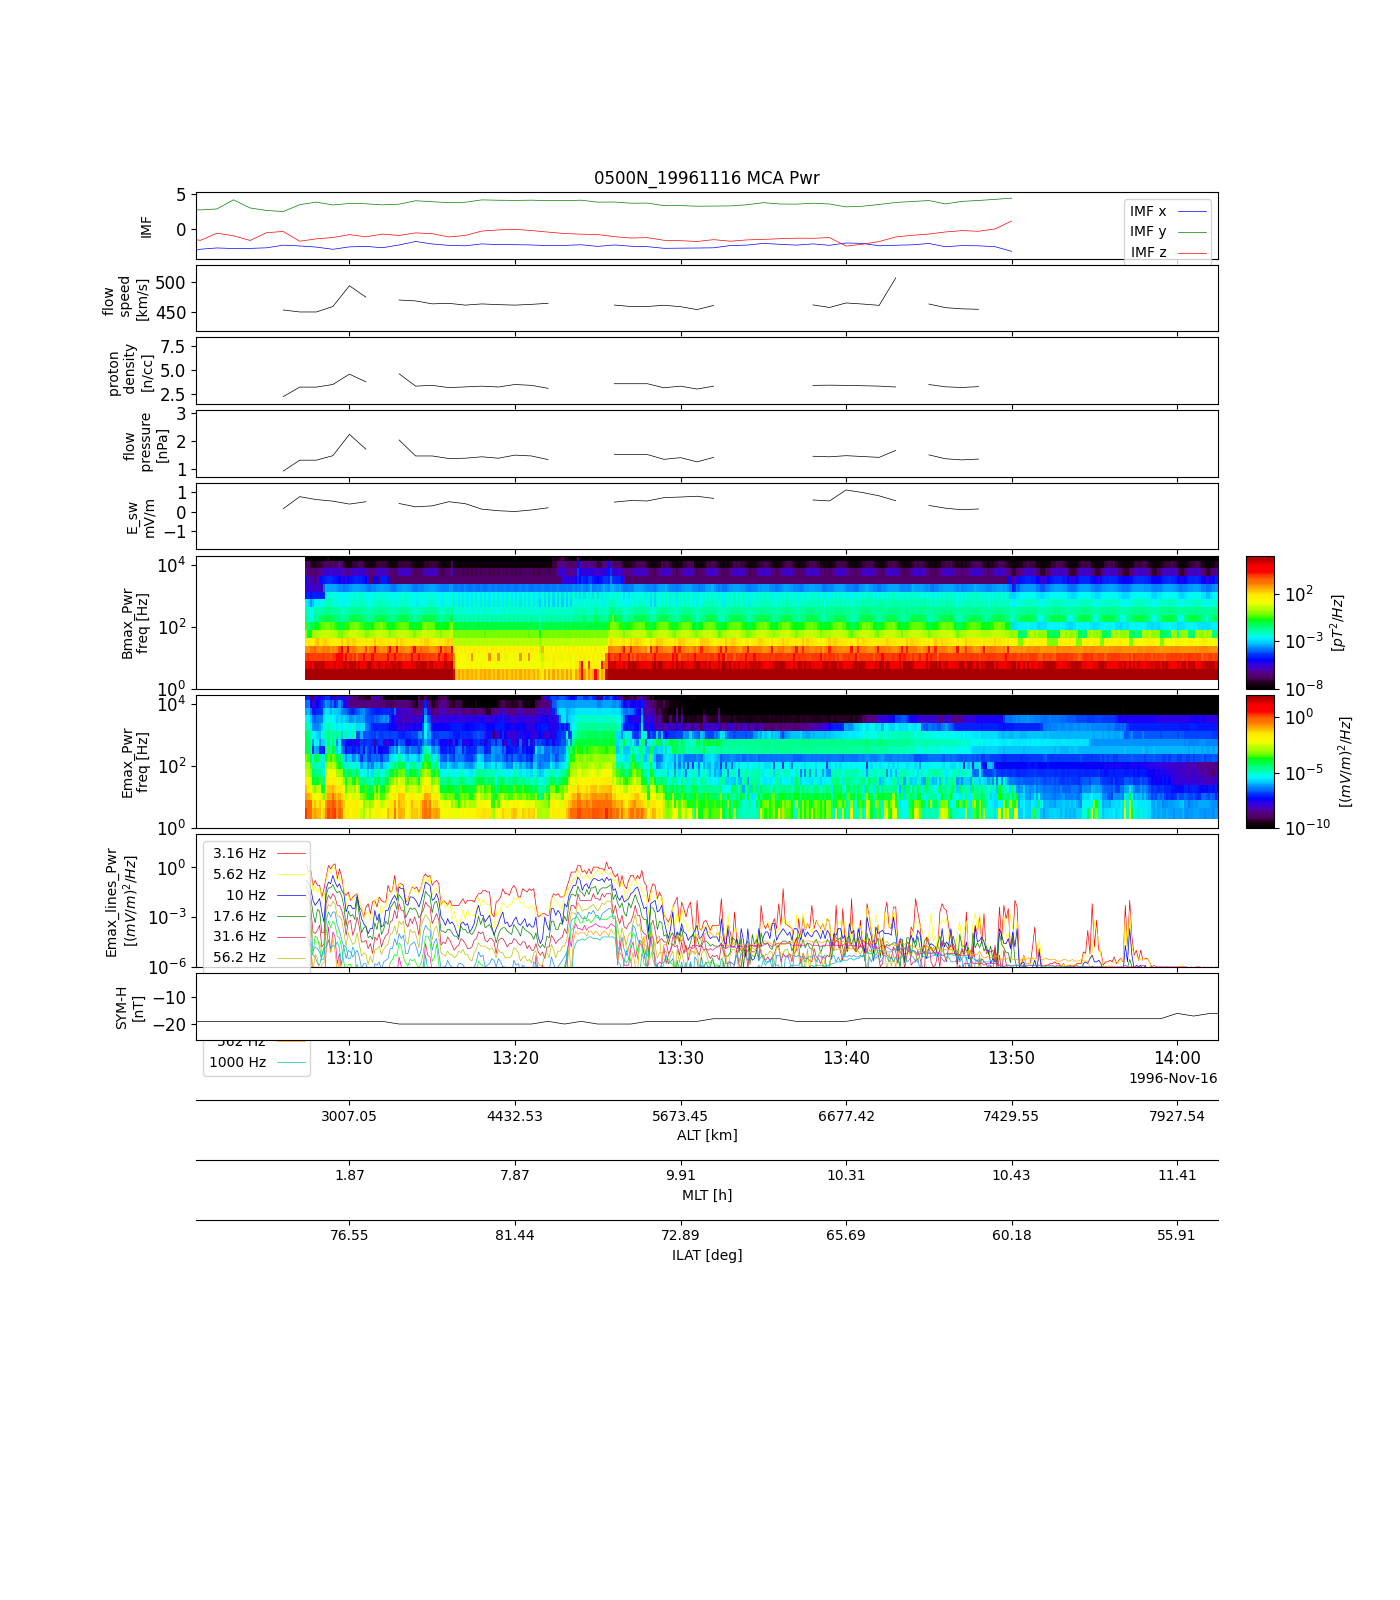 0500N_19961116 MCA Pwr
5
0
IMF
IMF x
IMF y
IMF z
500
450
flow
speed
[km/s]
7.5
5.0
2.5
proton
density
[n/cc]
3
2
1
flow
pressure
[nPa]
1
0
−1
E_sw
mV/m
10^4
10^2
10^0
Bmax_Pwr
freq [Hz]
10^2
10^−3
10^−8
[pT^2/Hz]
10^4
10^2
10^0
Emax_Pwr
freq [Hz]
10^0
10^−5
10^−10
[(mV/m)^2/Hz]
10^0
10^−3
10^−6
Emax_lines_Pwr
[(mV/m)^2/Hz]
3.16 Hz
5.62 Hz
10 Hz
17.6 Hz
31.6 Hz
56.2 Hz
−10
−20
SYM-H
[nT]
562 Hz
1000 Hz
13:10 13:20 13:30 13:40 13:50 14:00
1996-Nov-16
3007.05 4432.53 5673.45 6677.42 7429.55 7927.54
ALT [km]
1.87 7.87 9.91 10.31 10.43 11.41
MLT [h]
76.55 81.44 72.89 65.69 60.18 55.91
ILAT [deg]